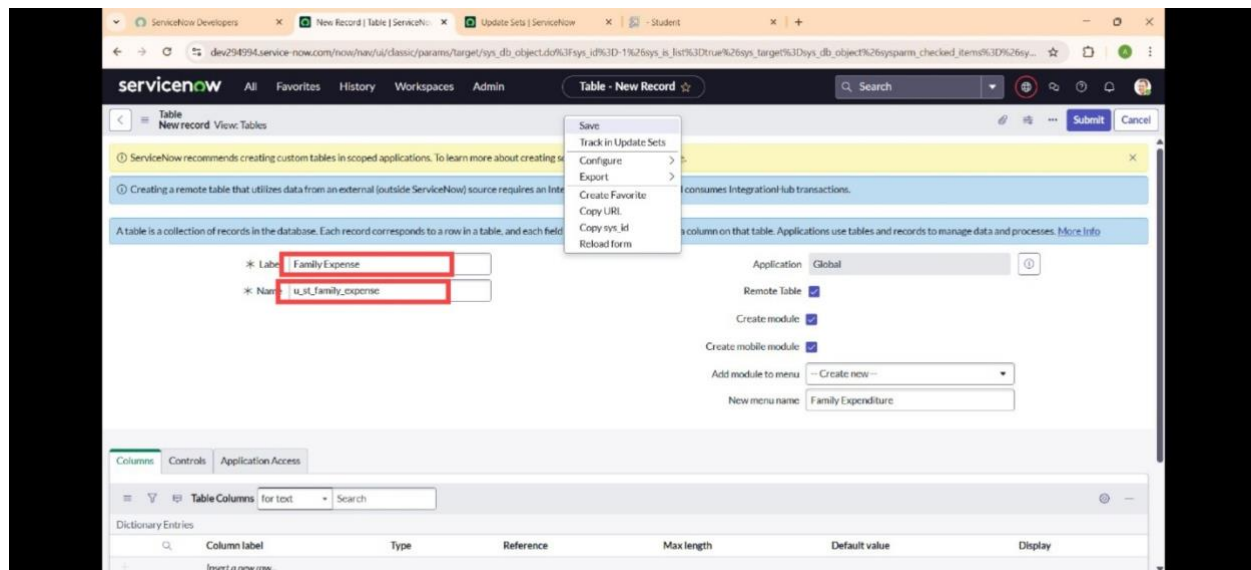 ServiceNow Developers
New Record | Table | ServiceNo
Update Sets | ServiceNow
- Student
dev294994.service-now.com/now/nav/ui/classic/params/target/sys_db_object.do%3Fsys_id%3D-1%26sys_is_list%3Dtrue%26sys_target%3Dsys_db_object%26sysparm_checked_items%3D%26sy...
servicenow All Favorites History Workspaces Admin Table - New Record Search
Table
New record View: Tables
Submit Cancel
Save
Track in Update Sets
Configure
Export
Create Favorite
Copy URL
Copy sys_id
Reload form
ServiceNow recommends creating custom tables in scoped applications. To learn more about creating
Creating a remote table that utilizes data from an external (outside ServiceNow) source requires an consumes IntegrationHub transactions.
A table is a collection of records in the database. Each record corresponds to a row in a table, and each field a column on that table. Applications use tables and records to manage data and processes. More Info
Label Family Expense
Name u_st_family_expense
Application Global
Remote Table
Create module
Create mobile module
Add module to menu -- Create new --
New menu name Family Expenditure
Columns Controls Application Access
Table Columns for text Search
Dictionary Entries
Column label Type Reference Max length Default value Display
Insert a new row...